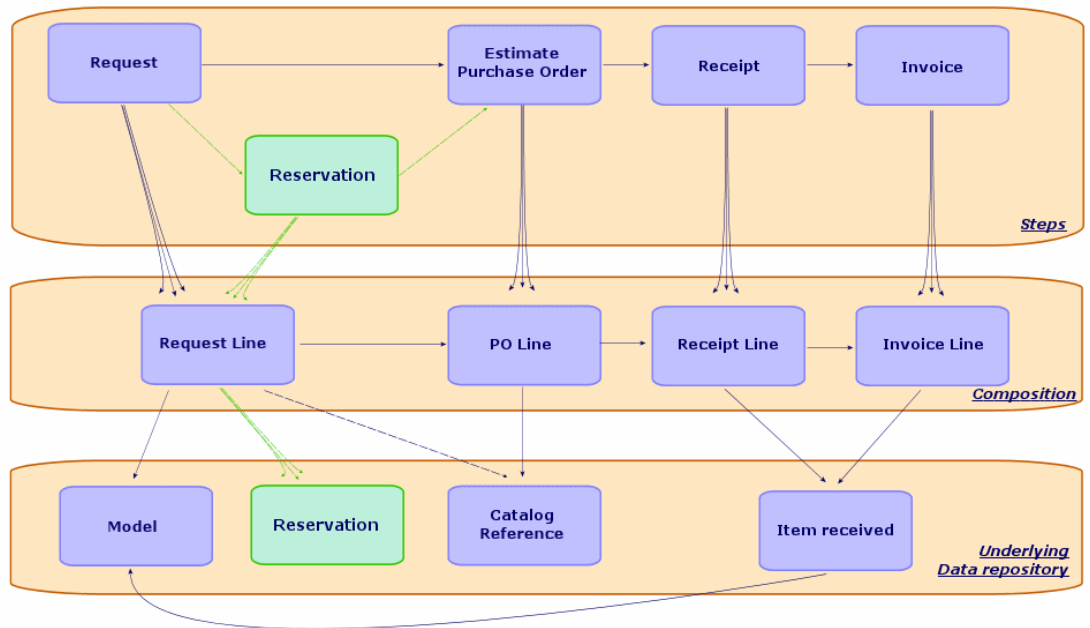 Request
Estimate
Purchase Order
Receipt
Invoice
Reservation
Steps
Request Line
PO Line
Receipt Line
Invoice Line
Composition
Model
Reservation
Catalog
Reference
Item received
Underlying
Data repository